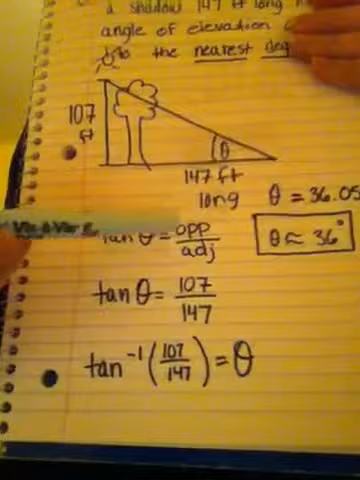 a shadow 147 ft long
angle of elevation
to the nearest deg
107
ft
θ
147 ft
long
θ = 36.05
tan θ = opp
adj
θ ≈ 36°
tan θ = 107
147
tan⁻¹ (107/147) = θ